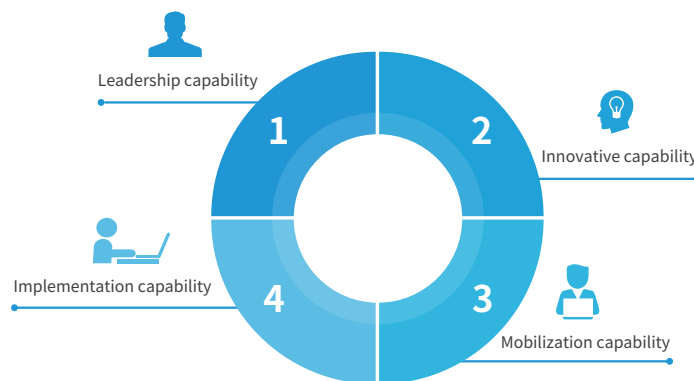 Leadership capability
1
2
Innovative capability
Implementation capability
4
3
Mobilization capability